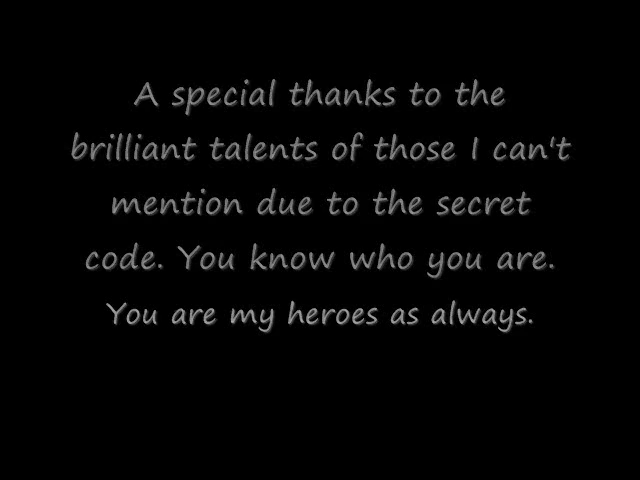 A special thanks to the
brilliant talents of those I can't
mention due to the secret
code. You know who you are.
You are my heroes as always.